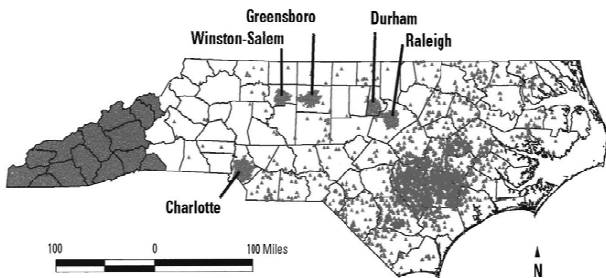 Greensboro
Durham
Winston-Salem
Raleigh
Charlotte
100 0 100 Miles
N